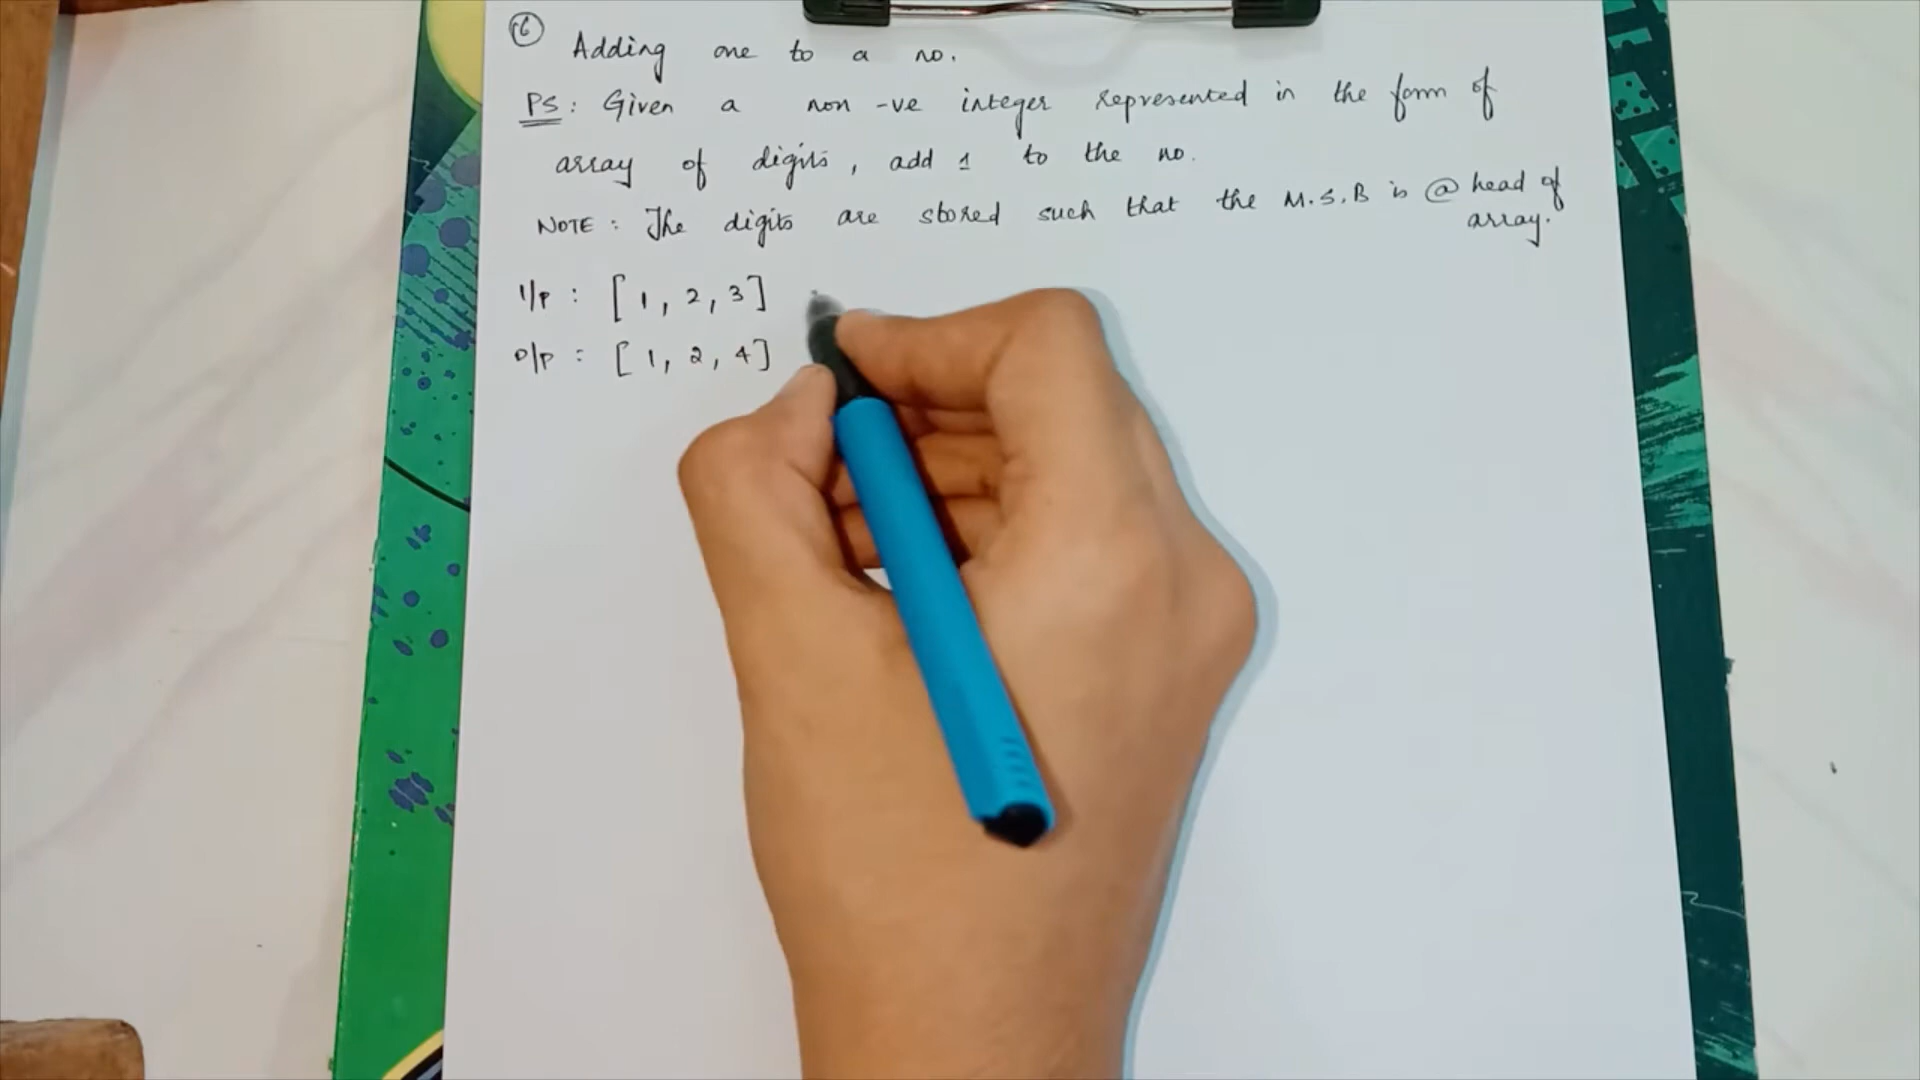 16
Adding one to a no.
PS : Given a non -ve integer represented in the form of
array of digits , add 1 to the no.
NOTE : The digits are stored such that the M.S.B is @ head of
array.
I/p : [ 1 , 2 , 3 ]
O/p : [ 1 , 2 , 4 ]